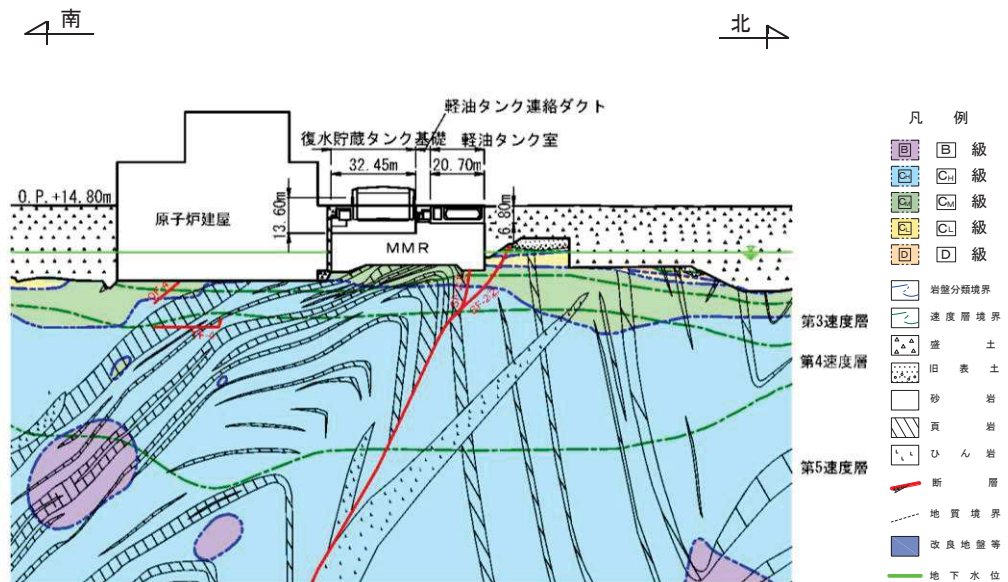 南
北
軽油タンク連絡ダクト
復水貯蔵タンク基礎
軽油タンク室
32.45m
20.70m
O.P.+14.80m
13.60m
6.80m
原子炉建屋
MMR
SF-2.2
第3速度層
第4速度層
第5速度層
凡 例
B B 級
CH CH 級
CM CM 級
CL CL 級
D D 級
岩盤分類境界
速度層境界
盛土
旧表土
砂岩
頁岩
ひん岩
断層
地質境界
改良地盤等
地下水位